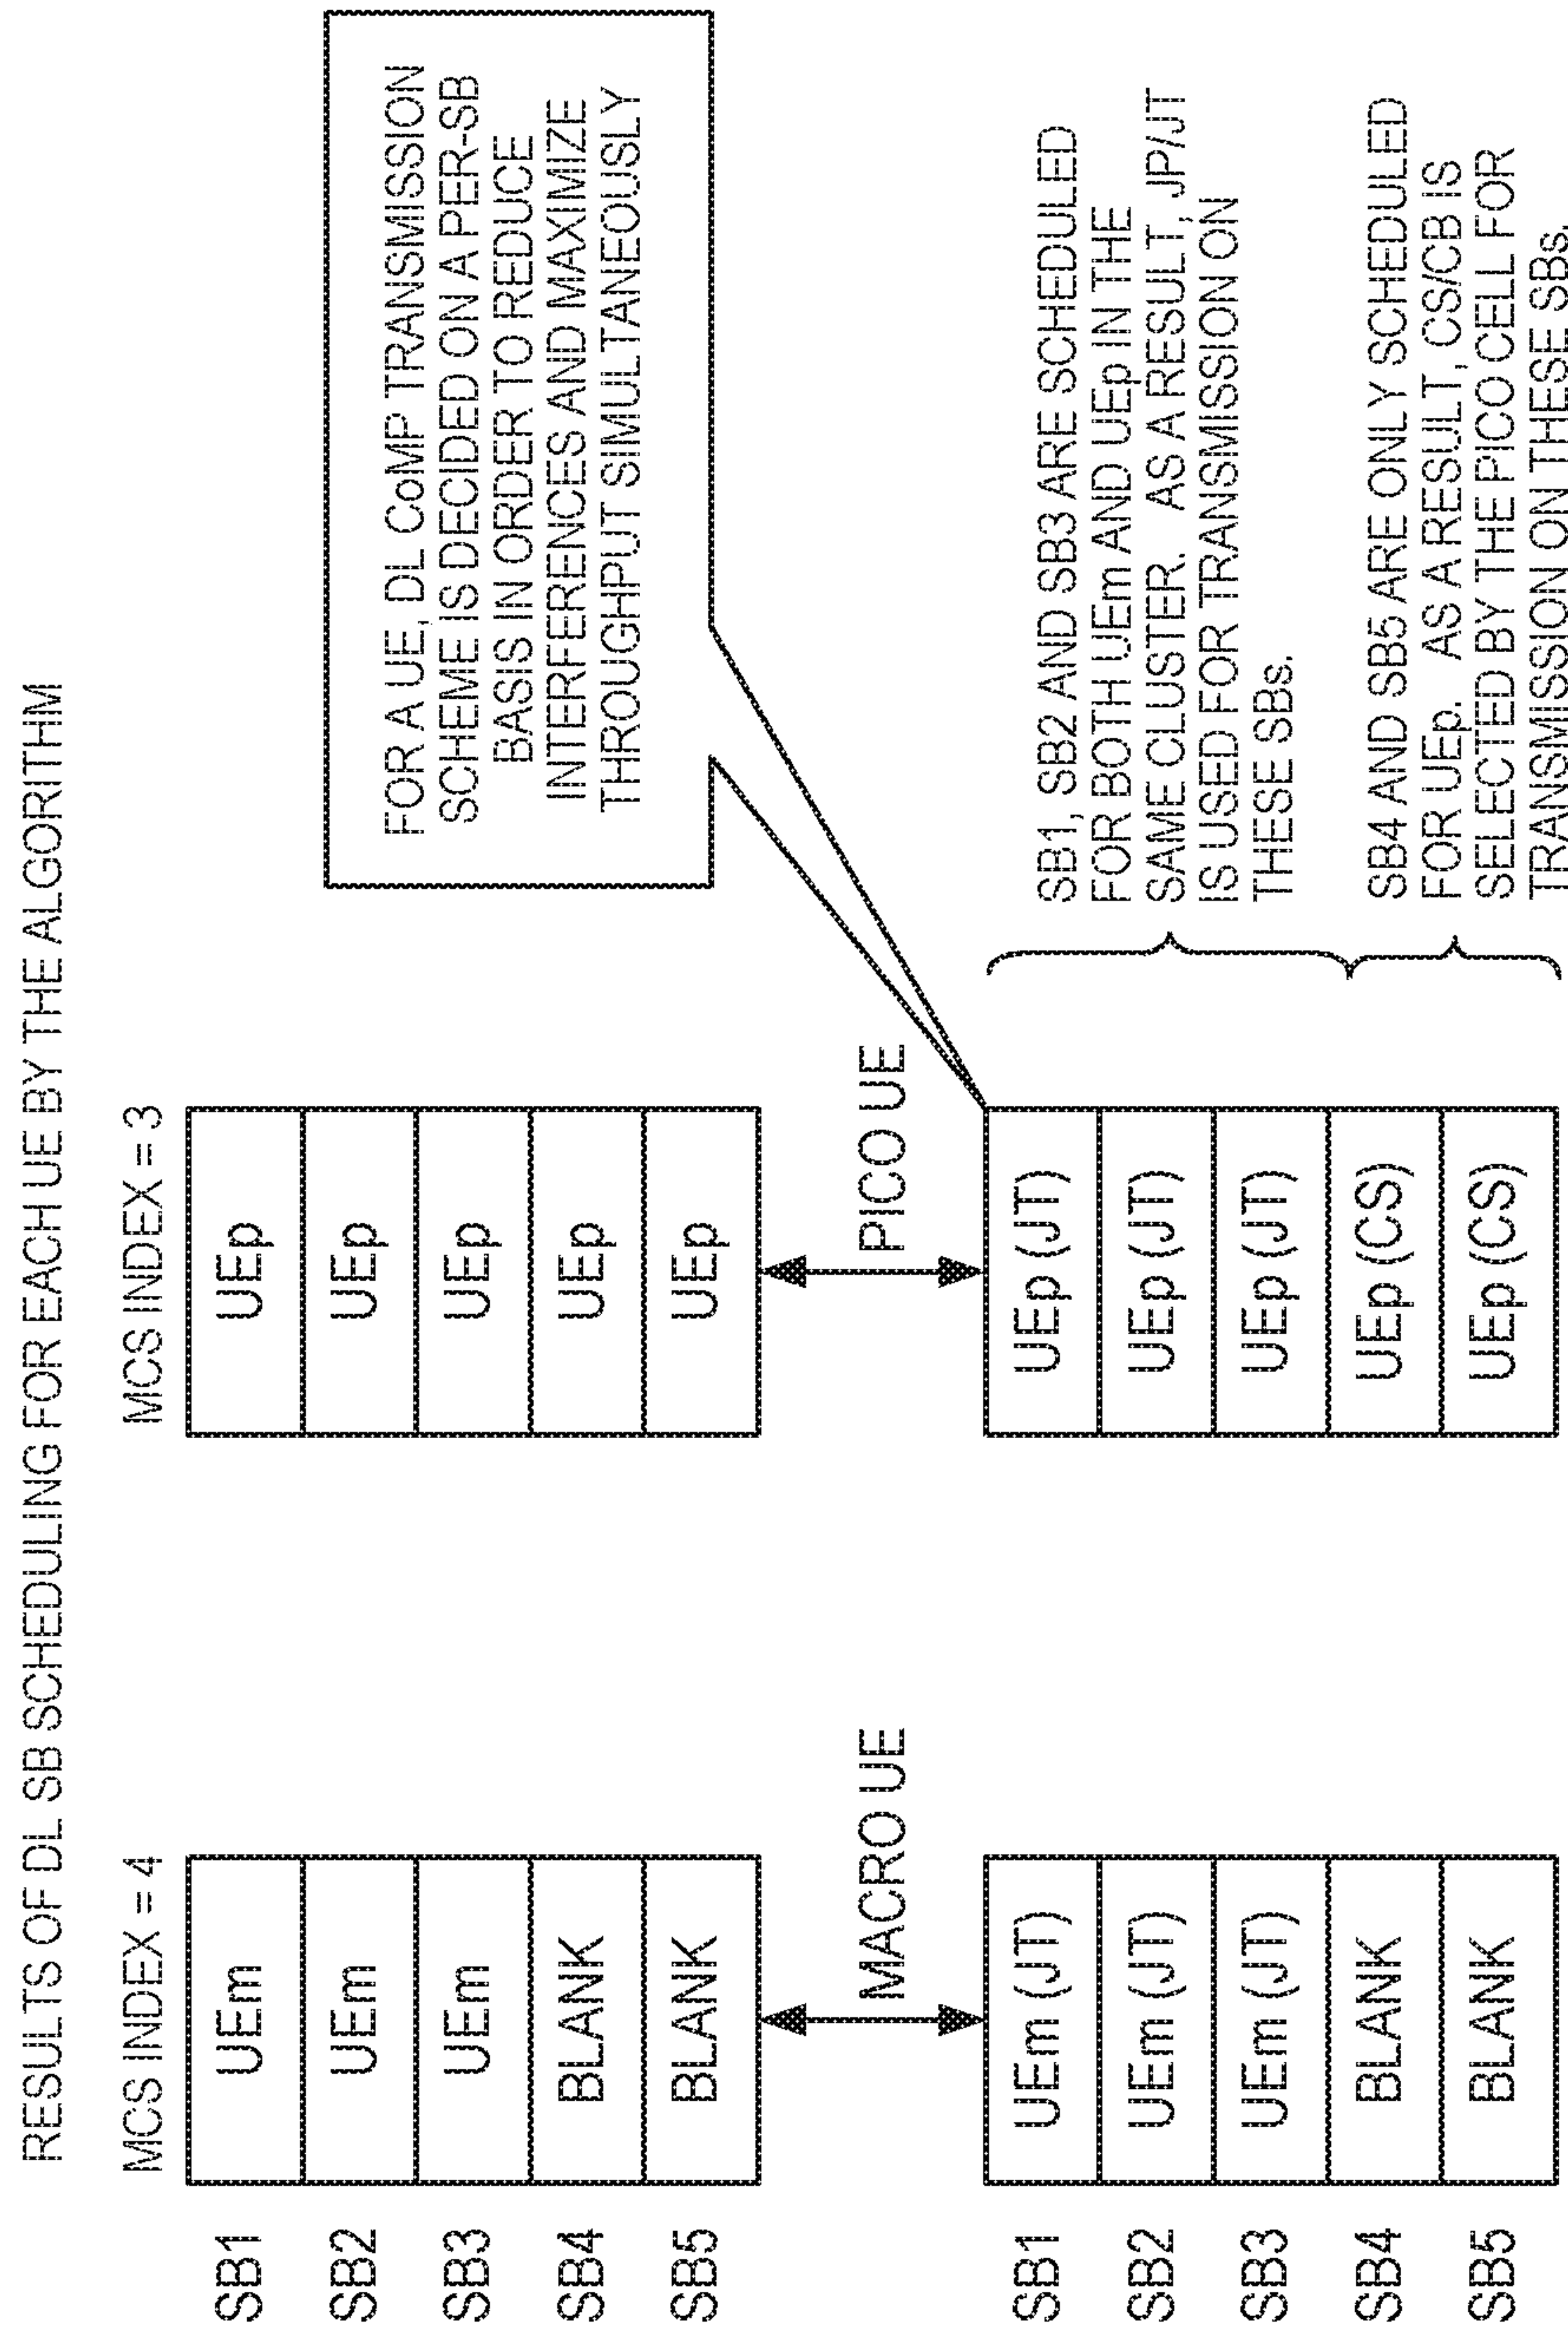 RESULTS OF DL SB SCHEDULING FOR EACH UE BY THE ALGORITHM
MCS INDEX = 4
MCS INDEX = 3
SB1
UEm
UEp
SB2
UEm
UEp
SB3
UEm
UEp
SB4
BLANK
UEp
SB5
BLANK
UEp
FOR A UE, DL CoMP TRANSMISSION
SCHEME IS DECIDED ON A PER-SB
BASIS IN ORDER TO REDUCE
INTERFERENCES AND MAXIMIZE
THROUGHPUT SIMULTANEOUSLY
MACRO UE
PICO UE
SB1
UEm (JT)
UEp (JT)
SB2
UEm (JT)
UEp (JT)
SB3
UEm (JT)
UEp (JT)
SB4
BLANK
UEp (CS)
SB5
BLANK
UEp (CS)
SB1, SB2 AND SB3 ARE SCHEDULED
FOR BOTH UEm AND UEp IN THE
SAME CLUSTER. AS A RESULT, JP/JT
IS USED FOR TRANSMISSION ON
THESE SBs.
SB4 AND SB5 ARE ONLY SCHEDULED
FOR UEp. AS A RESULT, CS/CB IS
SELECTED BY THE PICO CELL FOR
TRANSMISSION ON THESE SBs.